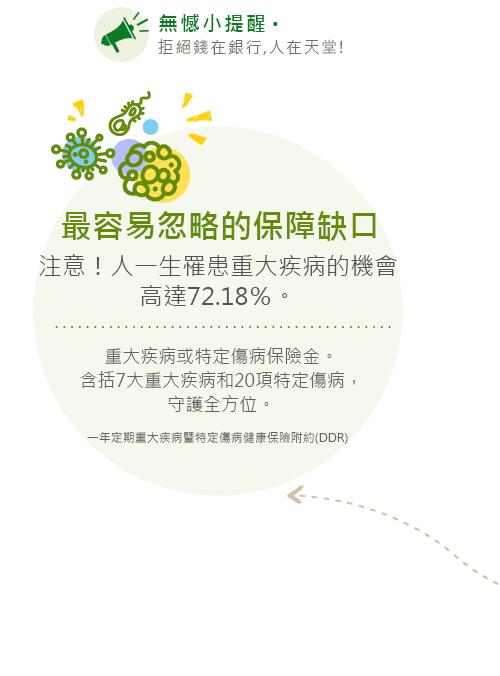 無憾小提醒•
拒絕錢在銀行,人在天堂!
最容易忽略的保障缺口
注意！人一生罹患重大疾病的機會
高達72.18%。
重大疾病或特定傷病保險金。
含括7大重大疾病和20項特定傷病，
守護全方位。
一年定期重大疾病暨特定傷病健康保險附約(DDR)